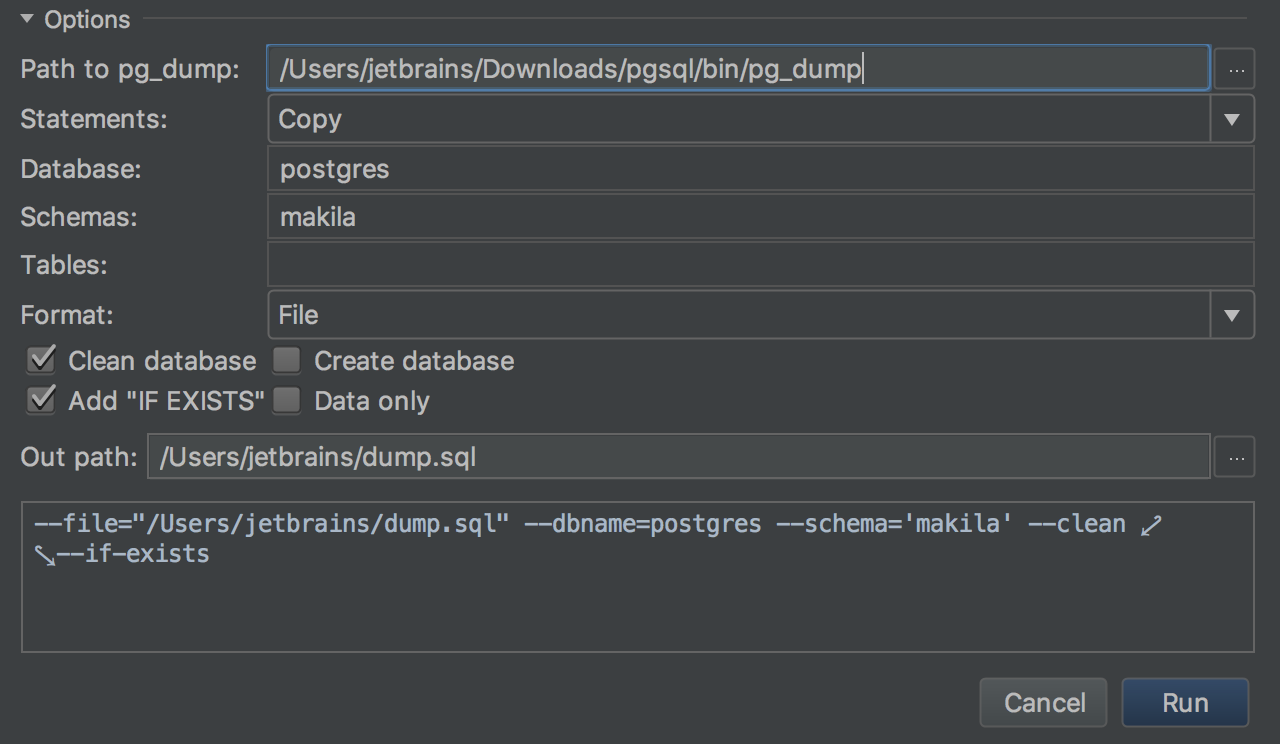 Options
Path to pg_dump: /Users/jetbrains/Downloads/pgsql/bin/pg_dump ...
Statements: Copy
Database: postgres
Schemas: makila
Tables:
Format: File
Clean database Create database
Add "IF EXISTS" Data only
Out path: /Users/jetbrains/dump.sql ...
--file="/Users/jetbrains/dump.sql" --dbname=postgres --schema='makila' --clean
--if-exists
Cancel Run